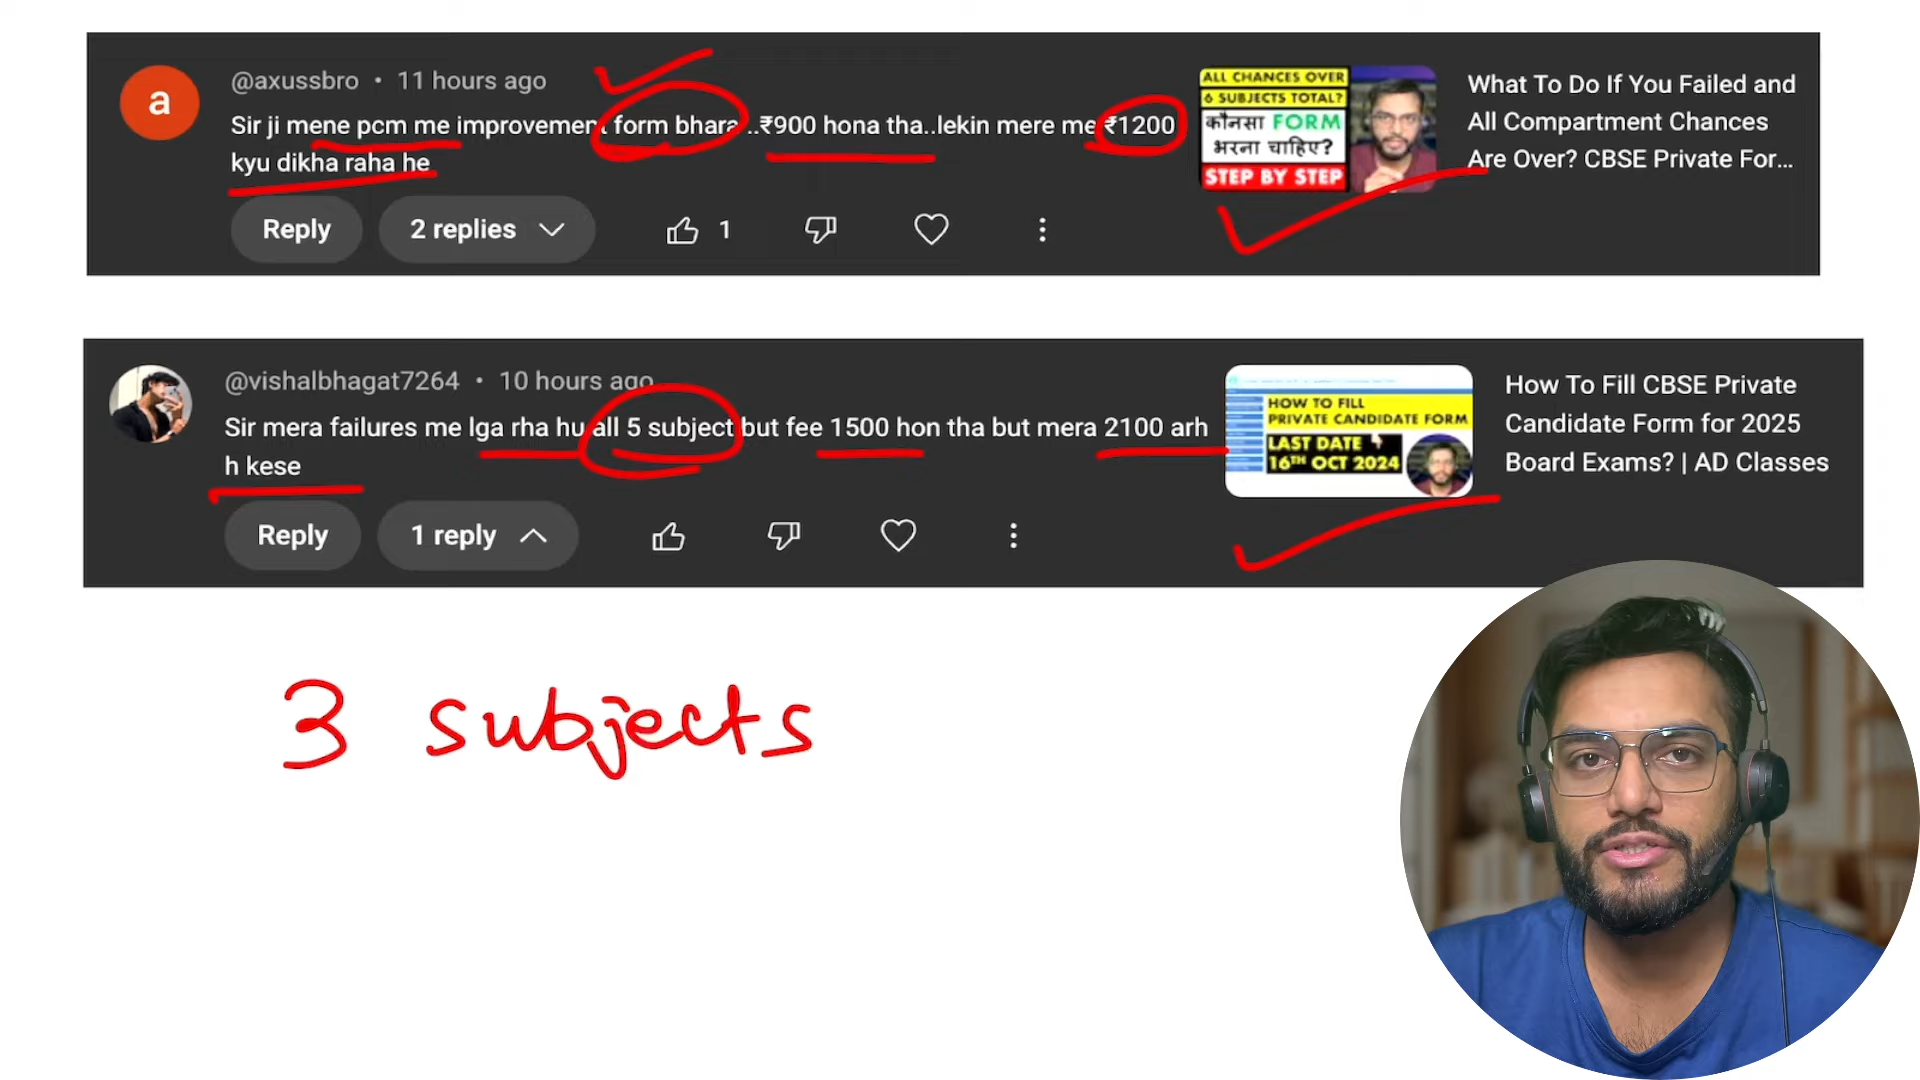 @axussbro • 11 hours ago
Sir ji mene pcm me improvement form bhara ..₹900 hona tha..lekin mere me ₹1200
kyu dikha raha he
a
Reply
2 replies
1
ALL CHANCES OVER
6 SUBJECTS TOTAL?
कौनसा FORM
भरना चाहिए?
STEP BY STEP
What To Do If You Failed and
All Compartment Chances
Are Over? CBSE Private For...
@vishalbhagat7264 • 10 hours ago
Sir mera failures me lga rha hu all 5 subject but fee 1500 hon tha but mera 2100 arh
h kese
Reply
1 reply
HOW TO FILL
PRIVATE CANDIDATE FORM
LAST DATE
16TH OCT 2024
How To Fill CBSE Private
Candidate Form for 2025
Board Exams? | AD Classes
3 subjects